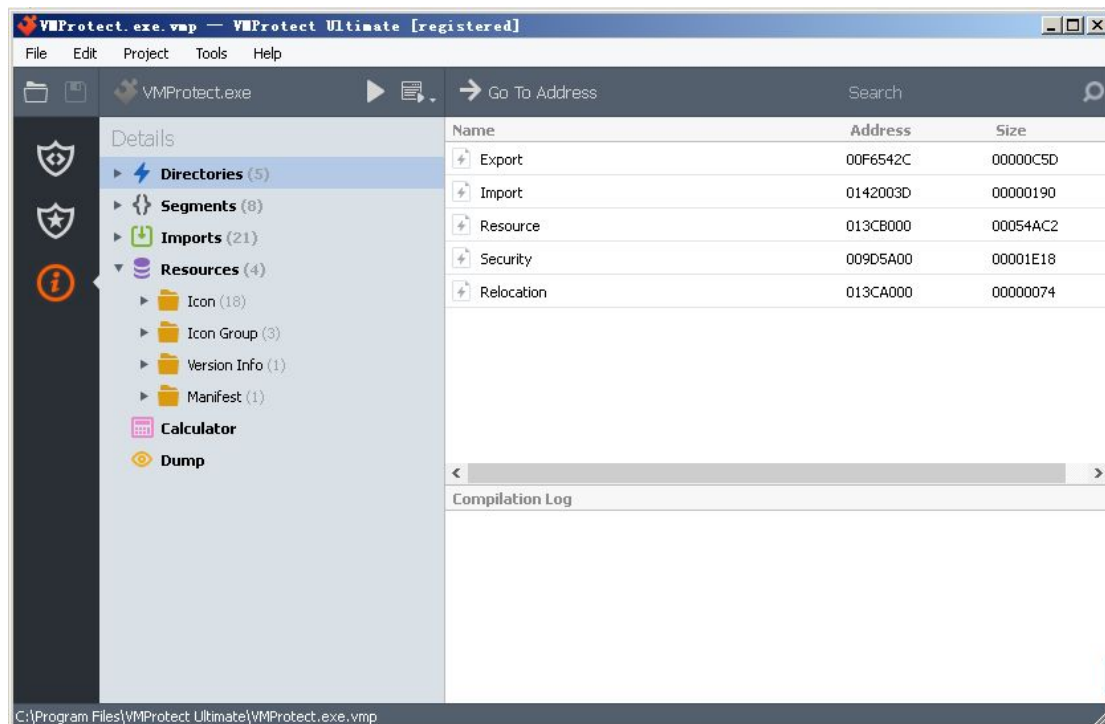 VMProtect.exe.vmp — VMProtect Ultimate [registered]
File Edit Project Tools Help
VMProtect.exe Go To Address Search
Details
Directories (5)
Segments (8)
Imports (21)
Resources (4)
Icon (18)
Icon Group (3)
Version Info (1)
Manifest (1)
Calculator
Dump
Name Address Size
Export 00F6542C 00000C5D
Import 0142003D 00000190
Resource 013CB000 00054AC2
Security 009D5A00 00001E18
Relocation 013CA000 00000074
Compilation Log
C:\Program Files\VMProtect Ultimate\VMProtect.exe.vmp